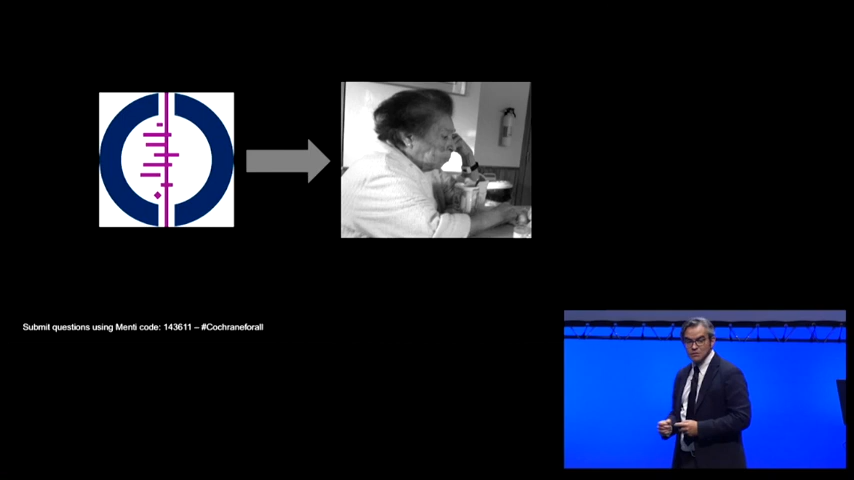 Submit questions using Menti code: 143611 – #Cochraneforall